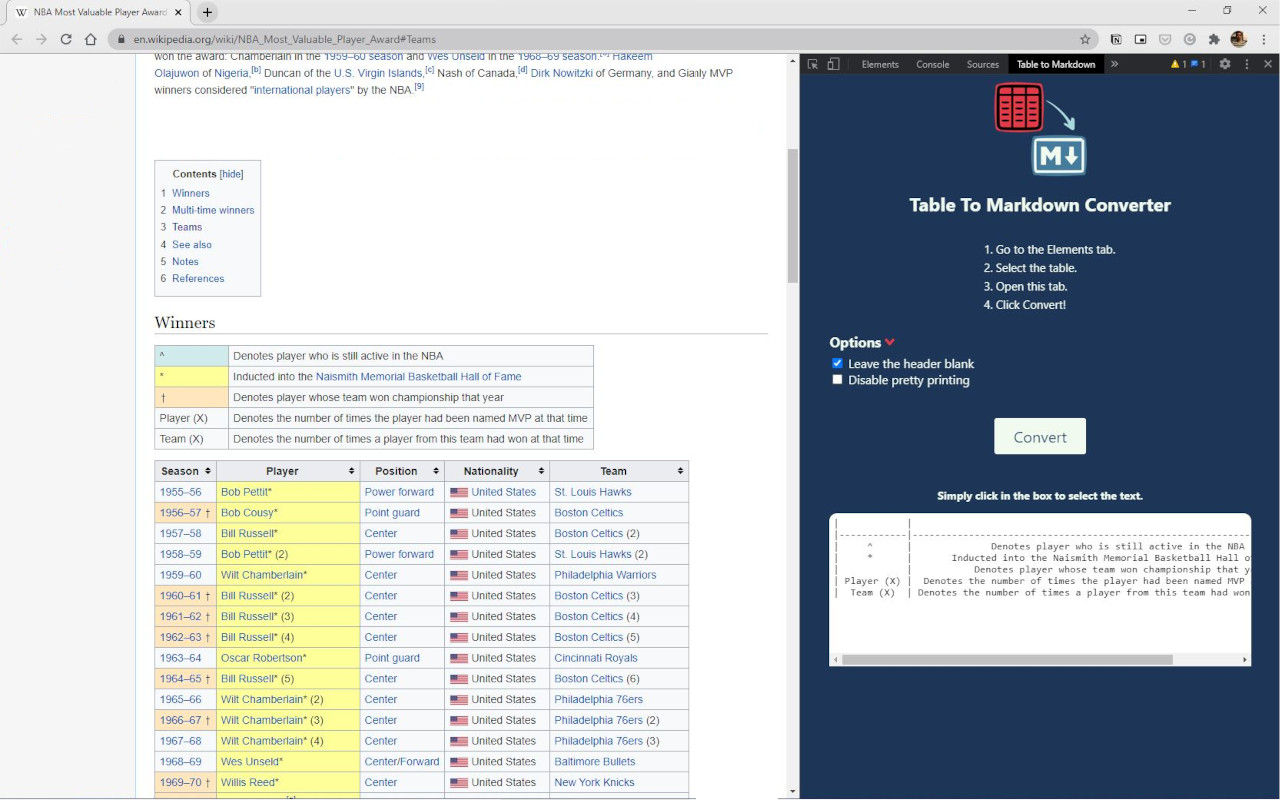 NBA Most Valuable Player Award
en.wikipedia.org/wiki/NBA_Most_Valuable_Player_Award#Teams
won the award: Chamberlain in the 1959–60 season and Wes Unseld in the 1968–69 season. Hakeem
Olajuwon of Nigeria,[b] Duncan of the U.S. Virgin Islands,[c] Nash of Canada,[d] Dirk Nowitzki of Germany, and Gianly MVP
winners considered "international players" by the NBA.[9]
Contents [hide]
1 Winners
2 Multi-time winners
3 Teams
4 See also
5 Notes
6 References
Winners
^ Denotes player who is still active in the NBA
* Inducted into the Naismith Memorial Basketball Hall of Fame
† Denotes player whose team won championship that year
Player (X) Denotes the number of times the player had been named MVP at that time
Team (X) Denotes the number of times a player from this team had won at that time
Season Player Position Nationality Team
1955–56 Bob Pettit* Power forward United States St. Louis Hawks
1956–57 † Bob Cousy* Point guard United States Boston Celtics
1957–58 Bill Russell* Center United States Boston Celtics (2)
1958–59 Bob Pettit* (2) Power forward United States St. Louis Hawks (2)
1959–60 Wilt Chamberlain* Center United States Philadelphia Warriors
1960–61 † Bill Russell* (2) Center United States Boston Celtics (3)
1961–62 † Bill Russell* (3) Center United States Boston Celtics (4)
1962–63 † Bill Russell* (4) Center United States Boston Celtics (5)
1963–64 Oscar Robertson* Point guard United States Cincinnati Royals
1964–65 † Bill Russell* (5) Center United States Boston Celtics (6)
1965–66 Wilt Chamberlain* (2) Center United States Philadelphia 76ers
1966–67 † Wilt Chamberlain* (3) Center United States Philadelphia 76ers (2)
1967–68 Wilt Chamberlain* (4) Center United States Philadelphia 76ers (3)
1968–69 Wes Unseld* Center/Forward United States Baltimore Bullets
1969–70 † Willis Reed* Center United States New York Knicks
Elements Console Sources Table to Markdown » 1 1
M
Table To Markdown Converter
1. Go to the Elements tab.
2. Select the table.
3. Open this tab.
4. Click Convert!
Options
Leave the header blank
Disable pretty printing
Convert
Simply click in the box to select the text.
| |
|------------|--------------------------------------------------
| ^ | Denotes player who is still active in the NBA
| * | Inducted into the Naismith Memorial Basketball Hall o
| | Denotes player whose team won championship that y
| Player (X) | Denotes the number of times the player had been named MVP
| Team (X) | Denotes the number of times a player from this team had won